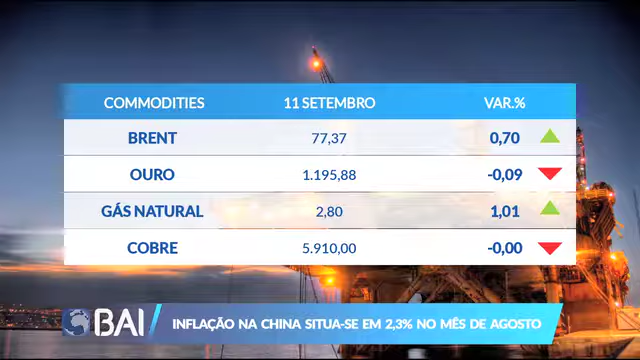 COMMODITIES 11 SETEMBRO VAR.%
BRENT 77,37 0,70
OURO 1.195,88 -0,09
GÁS NATURAL 2,80 1,01
COBRE 5.910,00 -0,00
BAI INFLAÇÃO NA CHINA SITUA-SE EM 2,3% NO MÊS DE AGOSTO